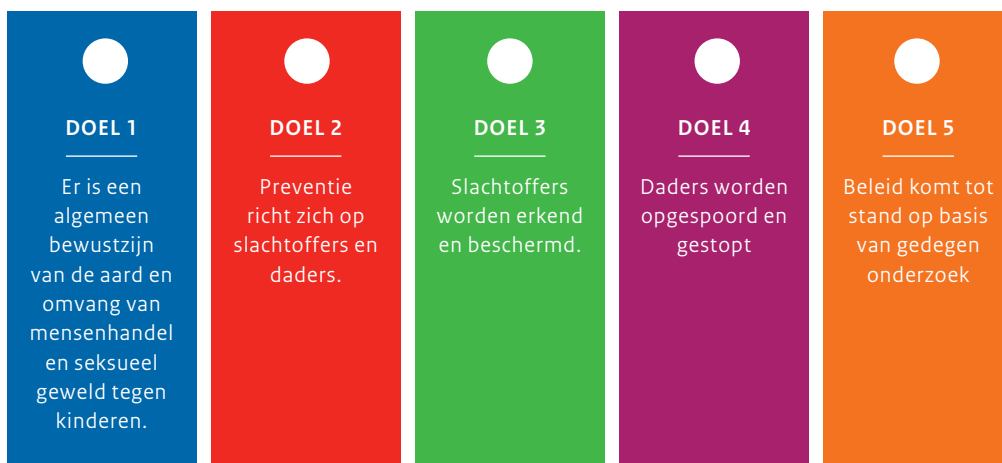 DOEL 1
Er is een
algemeen
bewustzijn
van de aard en
omvang van
mensenhandel
en seksueel
geweld tegen
kinderen.
DOEL 2
Preventie
richt zich op
slachtoffers en
daders.
DOEL 3
Slachtoffers
worden erkend
en beschermd.
DOEL 4
Daders worden
opgespoord en
gestopt
DOEL 5
Beleid komt tot
stand op basis
van gedegen
onderzoek